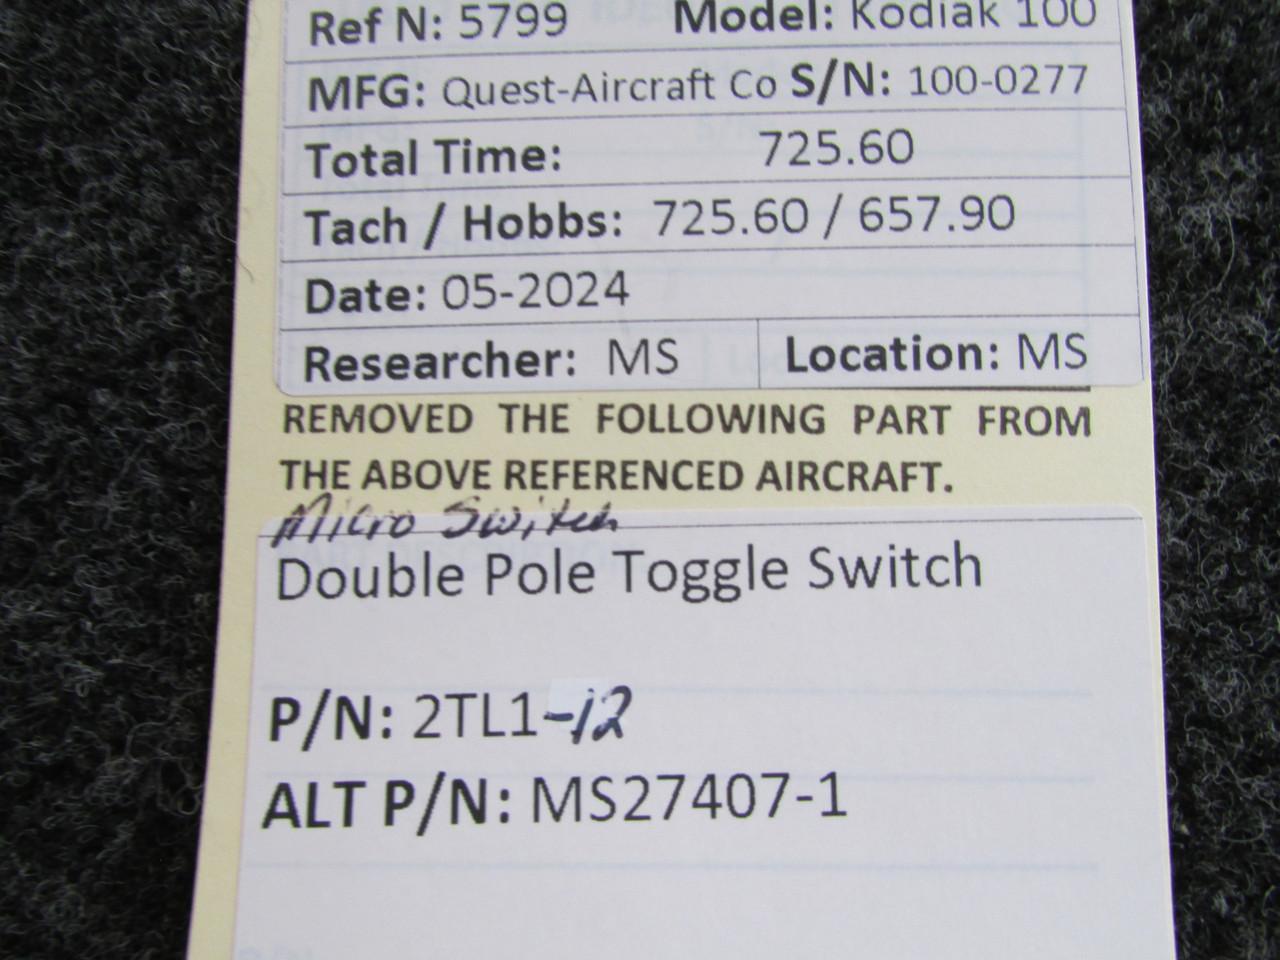 Ref N: 5799 Model: Kodiak 100
MFG: Quest-Aircraft Co S/N: 100-0277
Total Time: 725.60
Tach / Hobbs: 725.60 / 657.90
Date: 05-2024
Researcher: MS Location: MS
REMOVED THE FOLLOWING PART FROM
THE ABOVE REFERENCED AIRCRAFT.
Micro Switch
Double Pole Toggle Switch
P/N: 2TL1-12
ALT P/N: MS27407-1